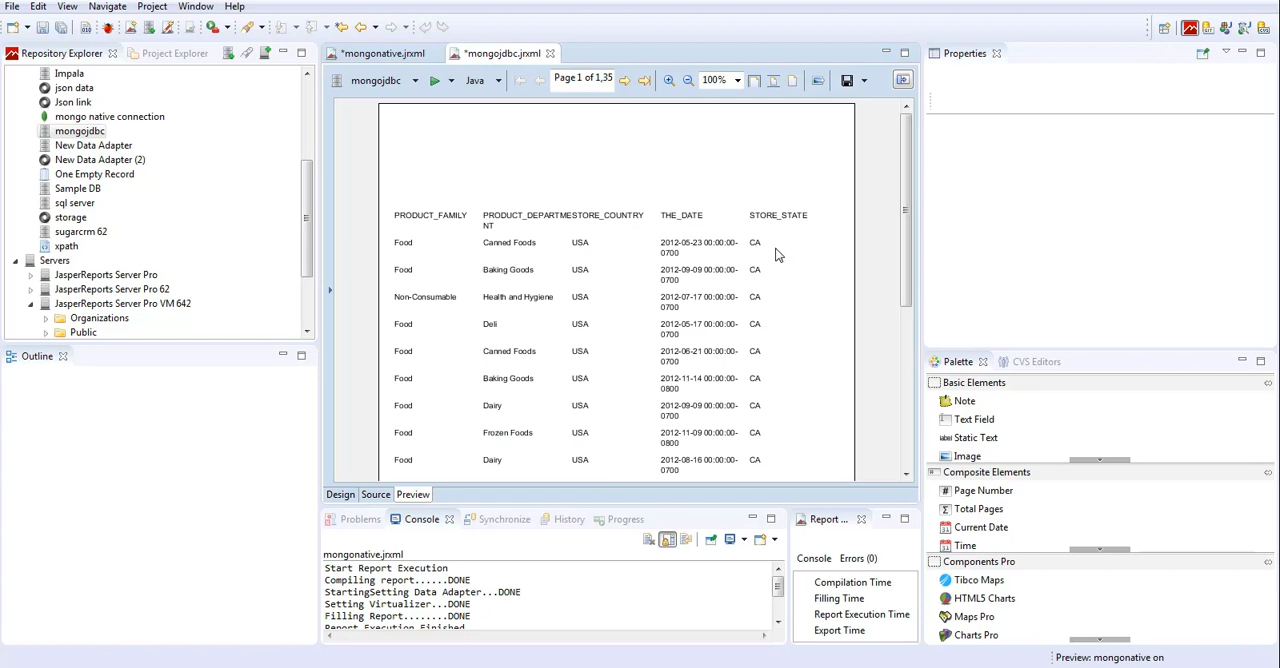 File Edit View Navigate Project Window Help
Repository Explorer Project Explorer
Impala
json data
Json link
mongo native connection
mongojdbc
New Data Adapter
New Data Adapter (2)
One Empty Record
Sample DB
sql server
storage
sugarcrm 62
xpath
Servers
JasperReports Server Pro
JasperReports Server Pro 62
JasperReports Server Pro VM 642
Organizations
Public
Outline
*mongonative.jrxml *mongojdbc.jrxml
mongojdbc Java Page 1 of 1,35 100%
PRODUCT_FAMILY PRODUCT_DEPARTMESTORE_COUNTRY THE_DATE STORE_STATE
NT
Food Canned Foods USA 2012-05-23 00:00:00- CA
0700
Food Baking Goods USA 2012-09-09 00:00:00- CA
0700
Non-Consumable Health and Hygiene USA 2012-07-17 00:00:00- CA
0700
Food Deli USA 2012-05-17 00:00:00- CA
0700
Food Canned Foods USA 2012-06-21 00:00:00- CA
0700
Food Baking Goods USA 2012-11-14 00:00:00- CA
0800
Food Dairy USA 2012-09-09 00:00:00- CA
0700
Food Frozen Foods USA 2012-11-09 00:00:00- CA
0800
Food Dairy USA 2012-08-16 00:00:00- CA
0700
Design Source Preview
Problems Console Synchronize History Progress
mongonative.jrxml
Start Report Execution
Compiling report......DONE
StartingSetting Data Adapter...DONE
Setting Virtualizer...DONE
Filling Report........DONE
Report Execution Finished
Report ...
Console Errors (0)
Compilation Time
Filling Time
Report Execution Time
Export Time
Properties
Palette CVS Editors
Basic Elements
Note
Text Field
label Static Text
Image
Composite Elements
# Page Number
Σ Total Pages
Current Date
Time
Components Pro
Tibco Maps
HTML5 Charts
Maps Pro
Charts Pro
Preview: mongonative on